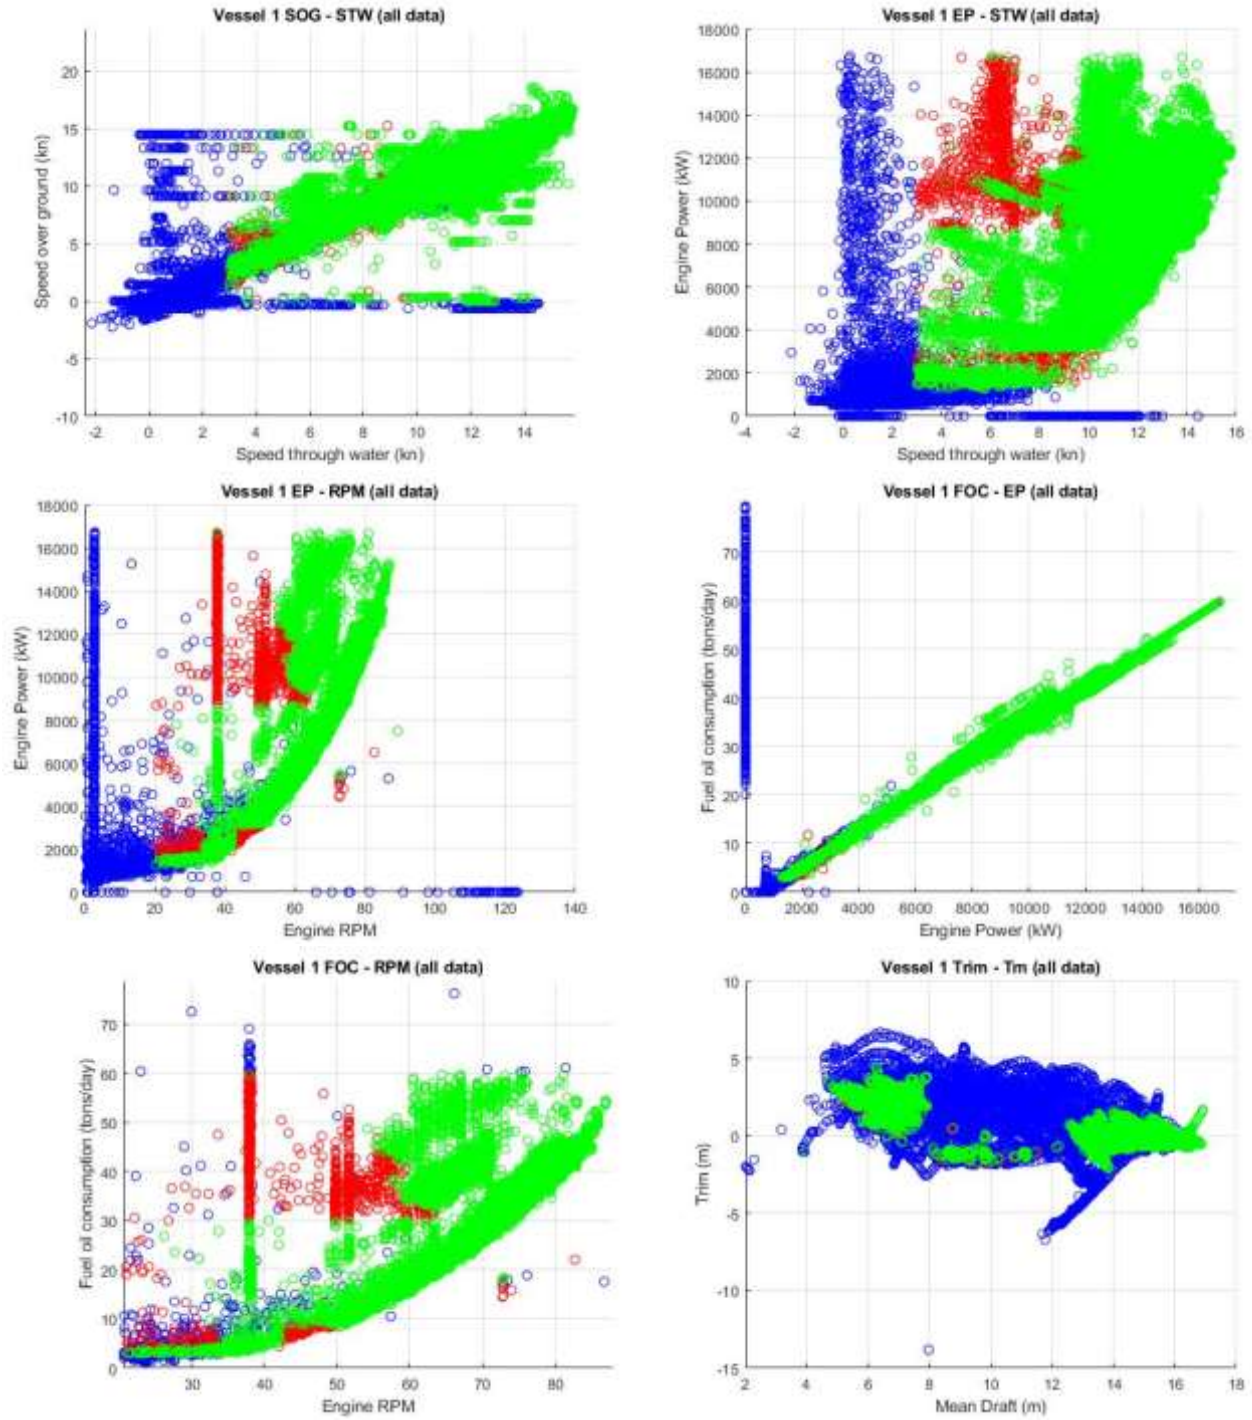 Vessel 1 SOG - STW (all data)
20
15
10
5
0
-5
-10
Speed over ground (kn)
-2 0 2 4 6 8 10 12 14
Speed through water (kn)
Vessel 1 EP - STW (all data)
18000
16000
14000
12000
10000
8000
6000
4000
2000
0
Engine Power (kW)
-4 -2 0 2 4 6 8 10 12 14 16
Speed through water (kn)
Vessel 1 EP - RPM (all data)
18000
16000
14000
12000
10000
8000
6000
4000
2000
0
Engine Power (kW)
0 20 40 60 80 100 120 140
Engine RPM
Vessel 1 FOC - EP (all data)
70
60
50
40
30
20
10
0
Fuel oil consumption (tons/day)
0 2000 4000 6000 8000 10000 12000 14000 16000
Engine Power (kW)
Vessel 1 FOC - RPM (all data)
70
60
50
40
30
20
10
0
Fuel oil consumption (tons/day)
30 40 50 60 70 80
Engine RPM
Vessel 1 Trim - Tm (all data)
10
5
0
-5
-10
-15
Trim (m)
2 4 6 8 10 12 14 16 18
Mean Draft (m)